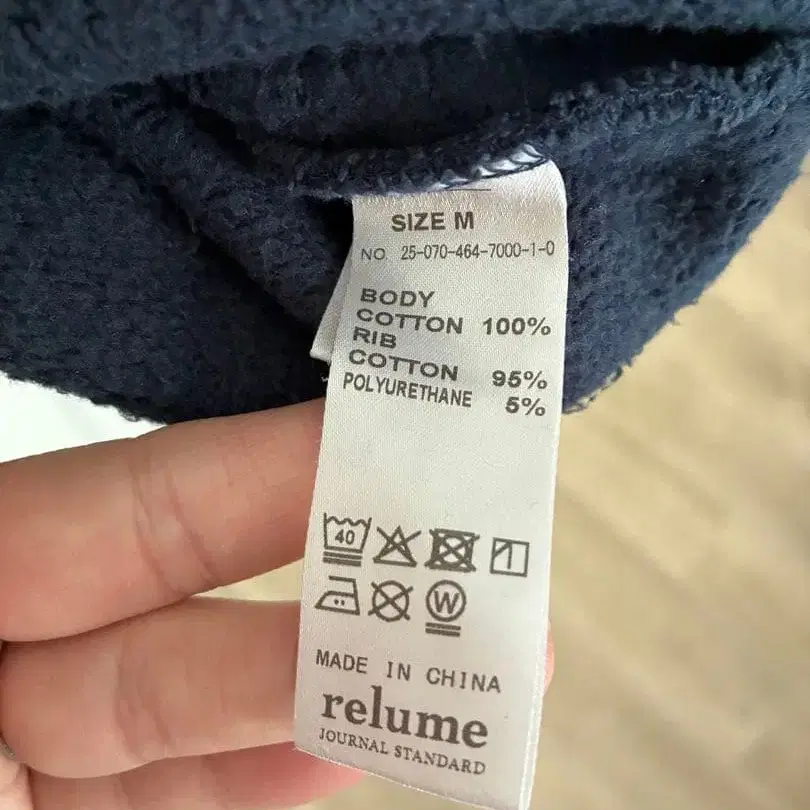 SIZE M
NO. 25-070-464-7000-1-0
BODY
COTTON 100%
RIB
COTTON 95%
POLYURETHANE 5%
40
W
MADE IN CHINA
relume
JOURNAL STANDARD